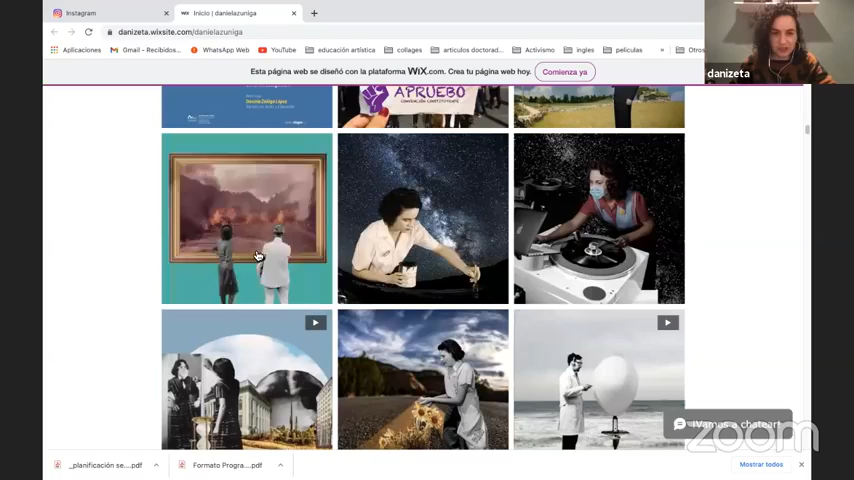 Instagram
Inicio | danielazuniga
danizeta.wixsite.com/danielazuniga
Aplicaciones
Gmail - Recibidos...
WhatsApp Web
YouTube
educación artística
collages
articulos doctorad...
Activismo
ingles
peliculas
»
Otros
danizeta
Esta página web se diseñó con la plataforma WiX.com. Crea tu página web hoy.
Comienza ya
APRUEBO
CONVENCIÓN CONSTITUYENTE
¡Vamos a chatear!
zoom
_planificación se....pdf
Formato Progra....pdf
Mostrar todos